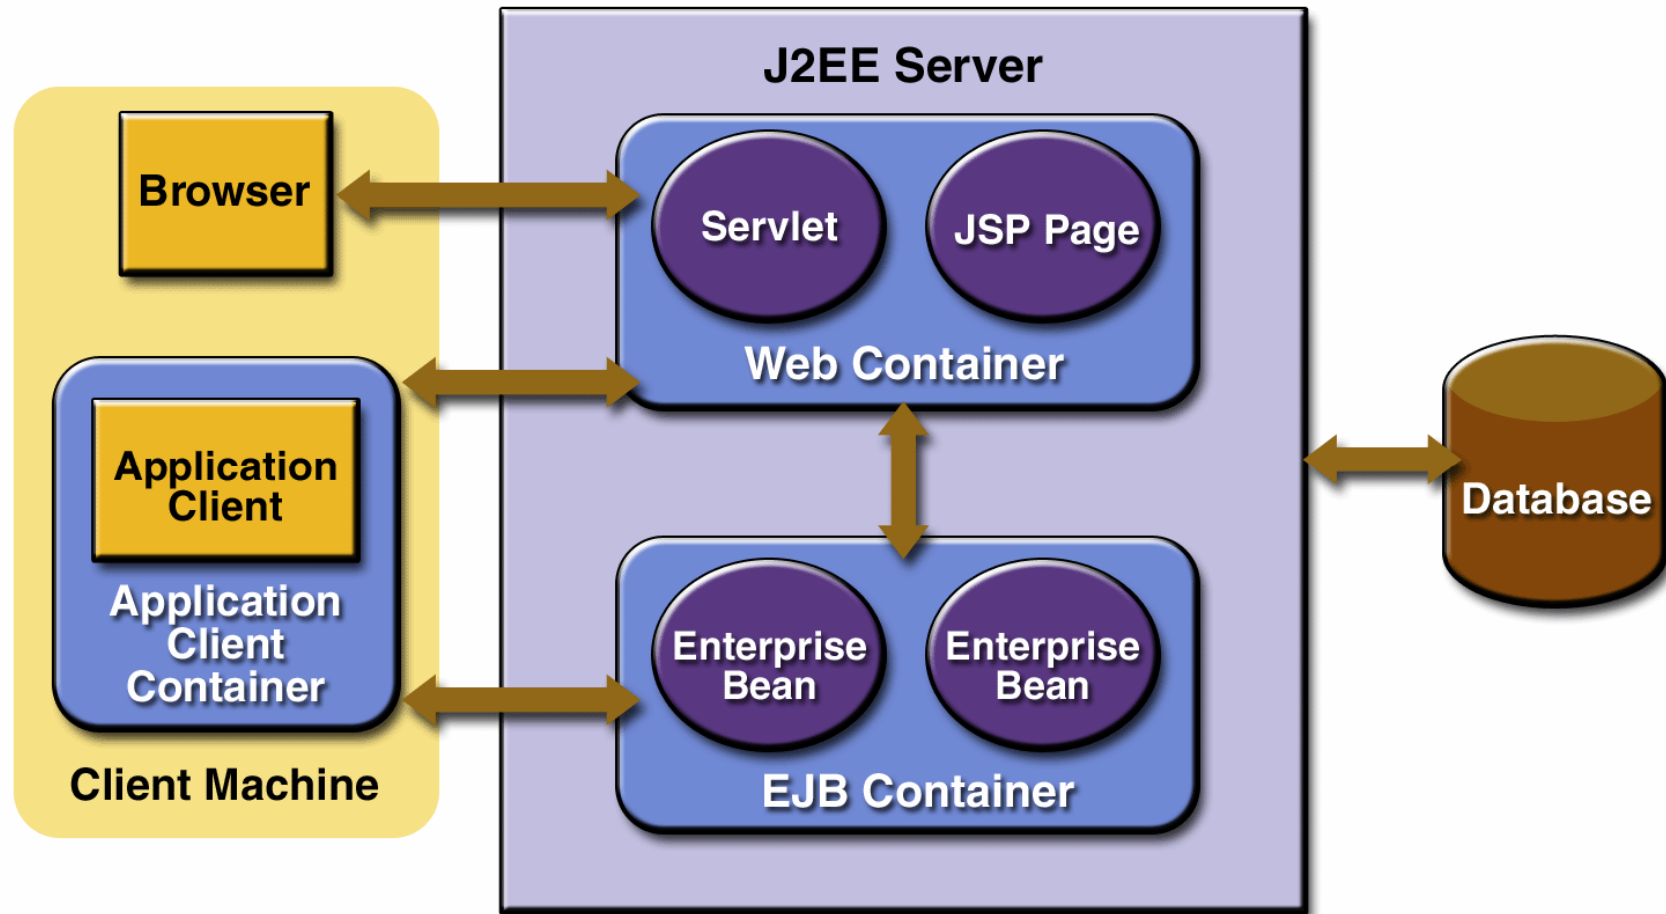 J2EE Server
Browser
Servlet
JSP Page
Web Container
Application
Client
Application
Client
Container
Client Machine
Enterprise
Bean
Enterprise
Bean
EJB Container
Database